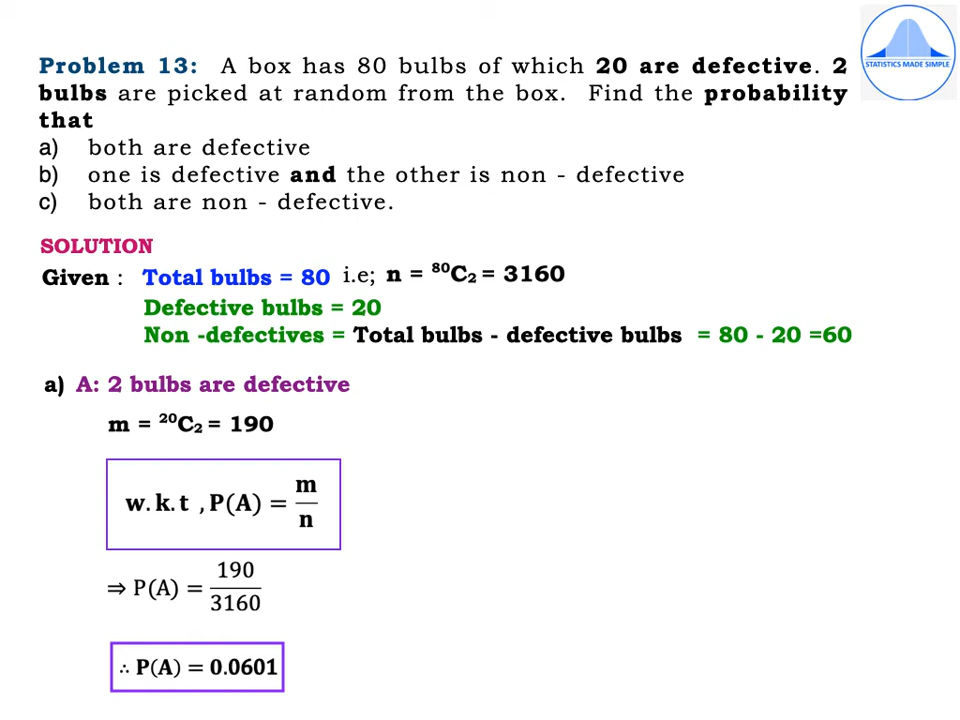 STATISTICS MADE SIMPLE
Problem 13: A box has 80 bulbs of which 20 are defective. 2
bulbs are picked at random from the box. Find the probability
that
a) both are defective
b) one is defective and the other is non - defective
c) both are non - defective.
SOLUTION
Given : Total bulbs = 80 i.e; n = ⁸⁰C₂ = 3160
Defective bulbs = 20
Non -defectives = Total bulbs - defective bulbs = 80 - 20 =60
a) A: 2 bulbs are defective
m = ²⁰C₂ = 190
w.k.t , P(A) = m/n
⇒ P(A) = 190/3160
∴ P(A) = 0.0601